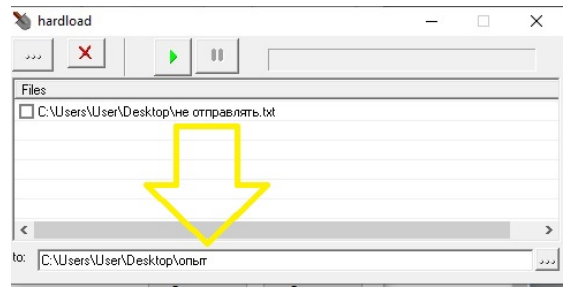 hardload
...
Files
C:\Users\User\Desktop\не отправлять.txt
to: C:\Users\User\Desktop\опыт ...